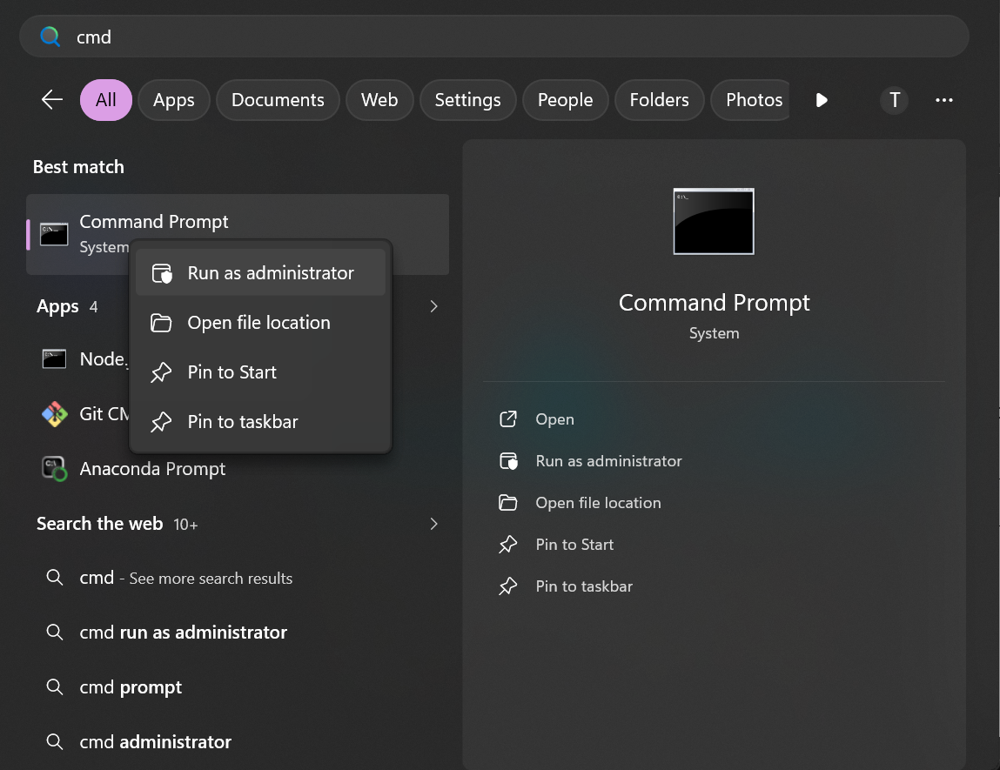 cmd
All
Apps
Documents
Web
Settings
People
Folders
Photos
T
Best match
Command Prompt
System
Run as administrator
Open file location
Pin to Start
Pin to taskbar
Apps 4
Node.
Git CM
Anaconda Prompt
Search the web 10+
cmd - See more search results
cmd run as administrator
cmd prompt
cmd administrator
Command Prompt
System
Open
Run as administrator
Open file location
Pin to Start
Pin to taskbar